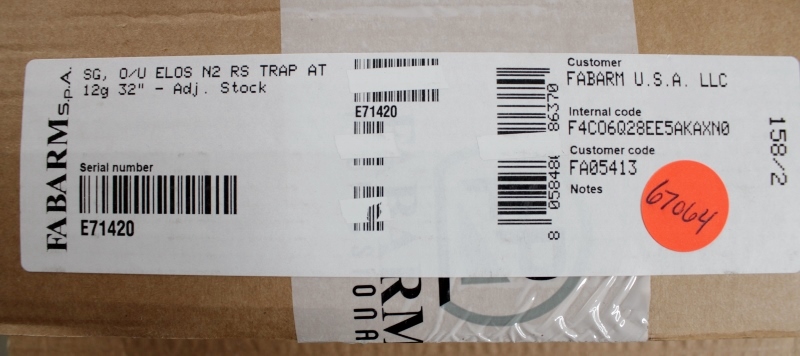 FABARM S.p.A.
SG, O/U ELOS N2 RS TRAP AT
12g 32" - Adj. Stock
Serial number
E71420
E71420
8 058488 86370
Customer
FABARM U.S.A. LLC
Internal code
F4C06Q28EE5AKAXN0
Customer code
FA05413
Notes
67064
158/2